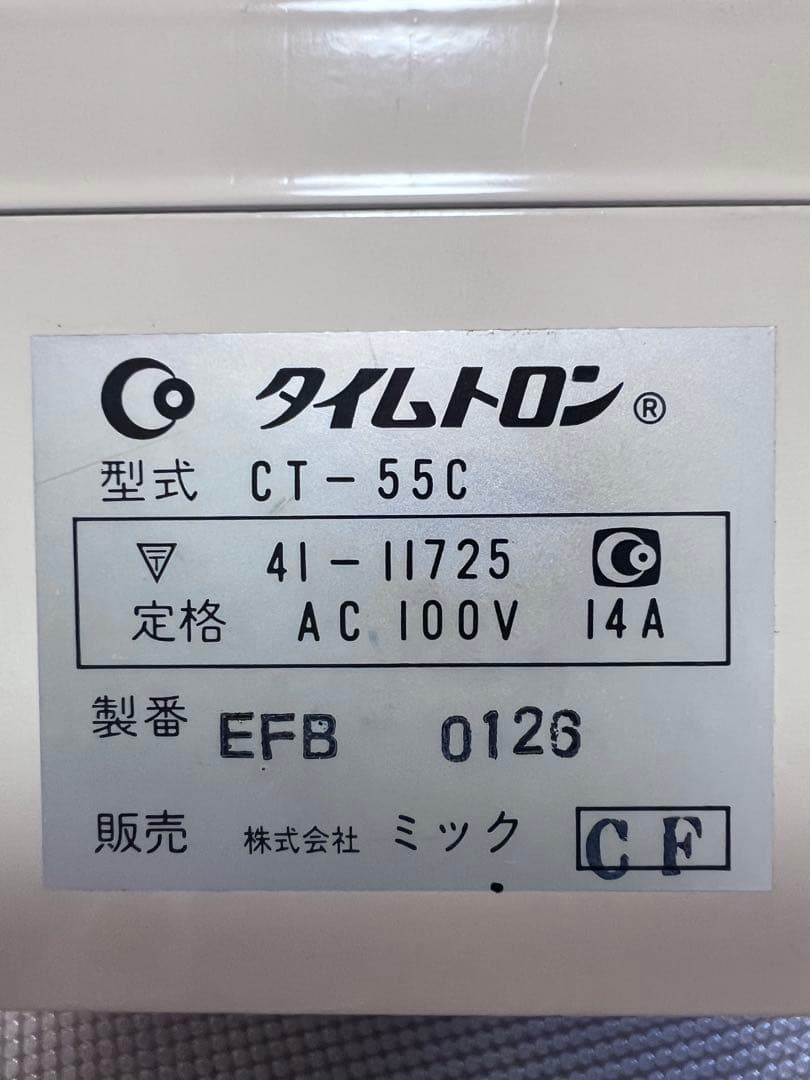 タイムトロン®
型式 CT-55C
〒 41-11725
定格 AC 100V 14A
製番 EFB 0126
販売 株式会社 ミック CF